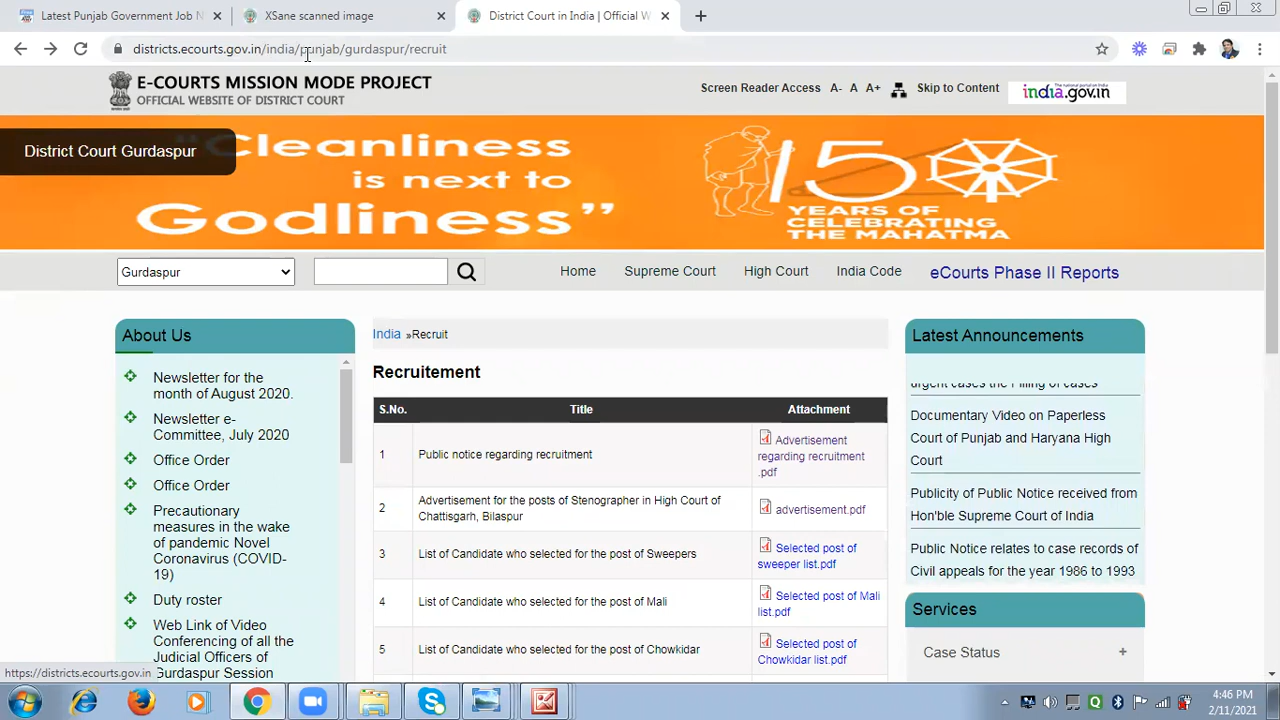 Latest Punjab Government Job N
XSane scanned image
District Court in India | Official W
districts.ecourts.gov.in/india/punjab/gurdaspur/recruit
E-COURTS MISSION MODE PROJECT
OFFICIAL WEBSITE OF DISTRICT COURT
Screen Reader Access A- A A+ Skip to Content
india.gov.in
District Court Gurdaspur
"Cleanliness
is next to
Godliness"
150
YEARS OF
CELEBRATING
THE MAHATMA
Gurdaspur
Home Supreme Court High Court India Code eCourts Phase II Reports
About Us
Newsletter for the
month of August 2020.
Newsletter e-
Committee, July 2020
Office Order
Office Order
Precautionary
measures in the wake
of pandemic Novel
Coronavirus (COVID-
19)
Duty roster
Web Link of Video
Conferencing of all the
Judicial Officers of
Gurdaspur Session
India »Recruit
Recruitement
S.No. Title Attachment
1 Public notice regarding recruitment Advertisement
regarding recruitment
.pdf
2 Advertisement for the posts of Stenographer in High Court of
Chattisgarh, Bilaspur advertisement.pdf
3 List of Candidate who selected for the post of Sweepers Selected post of
sweeper list.pdf
4 List of Candidate who selected for the post of Mali Selected post of Mali
list.pdf
5 List of Candidate who selected for the post of Chowkidar Selected post of
Chowkidar list.pdf
Latest Announcements
urgent cases the Filling of cases
Documentary Video on Paperless
Court of Punjab and Haryana High
Court
Publicity of Public Notice received from
Hon'ble Supreme Court of India
Public Notice relates to case records of
Civil appeals for the year 1986 to 1993
Services
Case Status +
https://districts.ecourts.gov.in
4:46 PM
2/11/2021